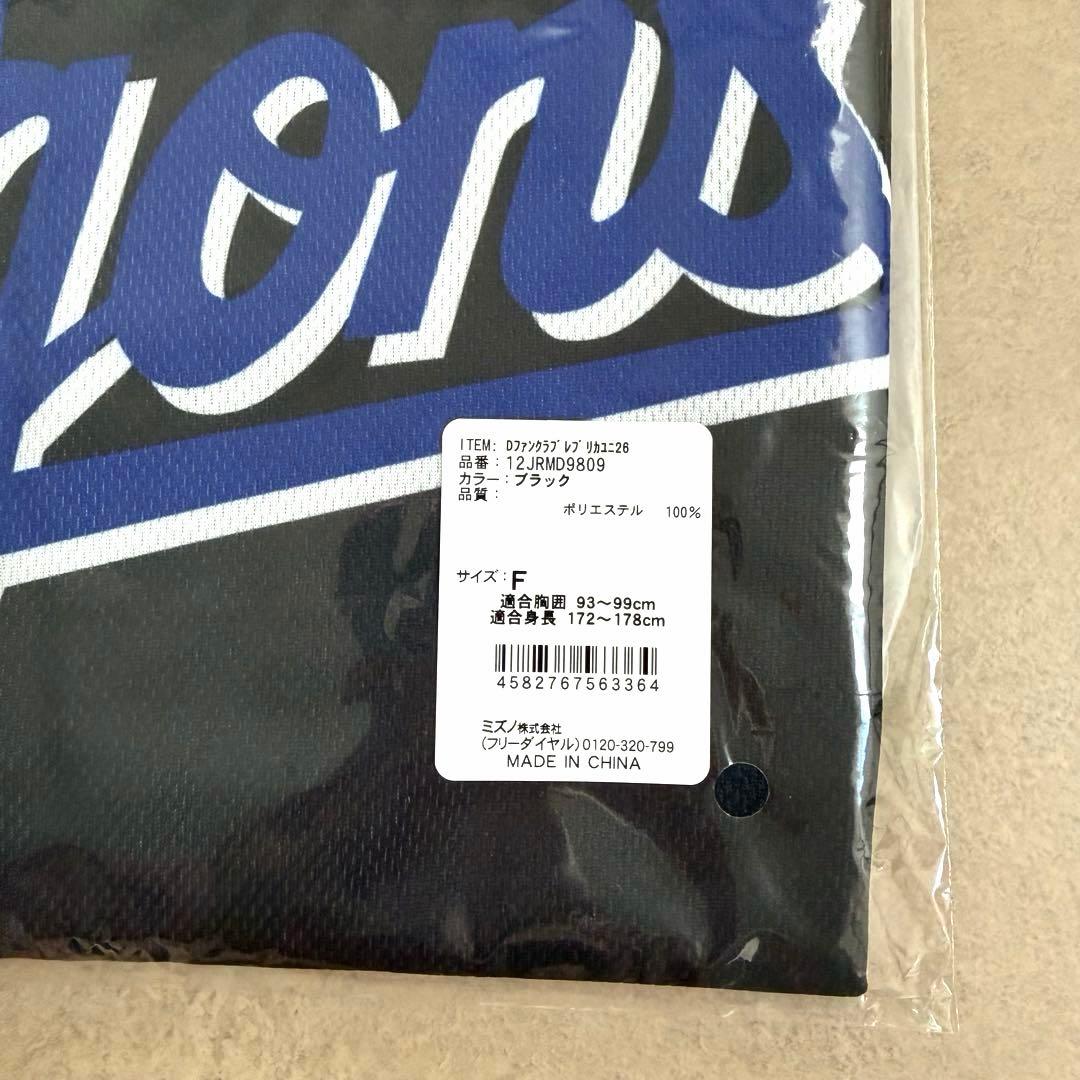 nons
ITEM: Dﾌｧﾝｸﾗﾌﾞﾚﾌﾟﾘｶﾕﾆ26
品番:12JRMD9809
カラー:ブラック
品質:
ポリエステル 100%
サイズ:F
適合胸囲 93～99cm
適合身長 172～178cm
4582767563364
ミズノ株式会社
(フリーダイヤル)0120-320-799
MADE IN CHINA